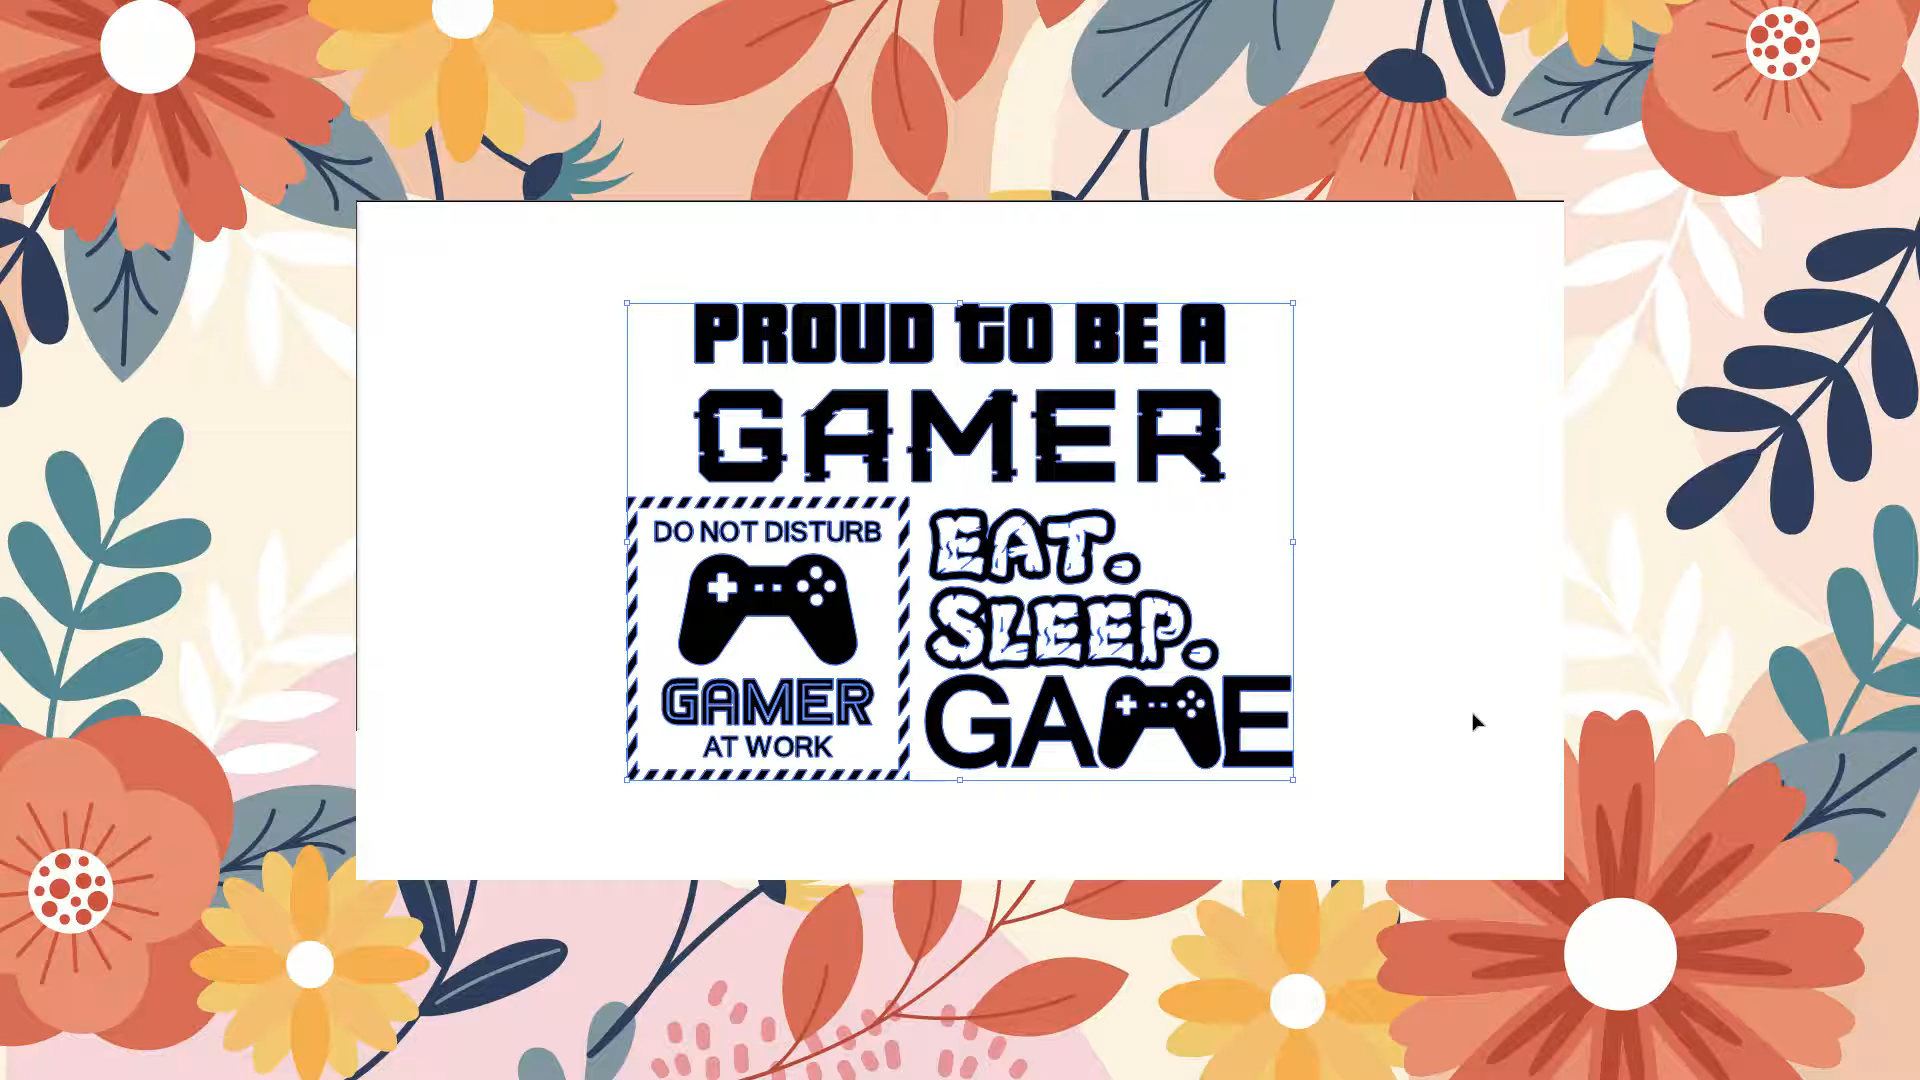 PROUD TO BE A
GAMER
DO NOT DISTURB
GAMER
AT WORK
EAT.
SLEEP.
GAME